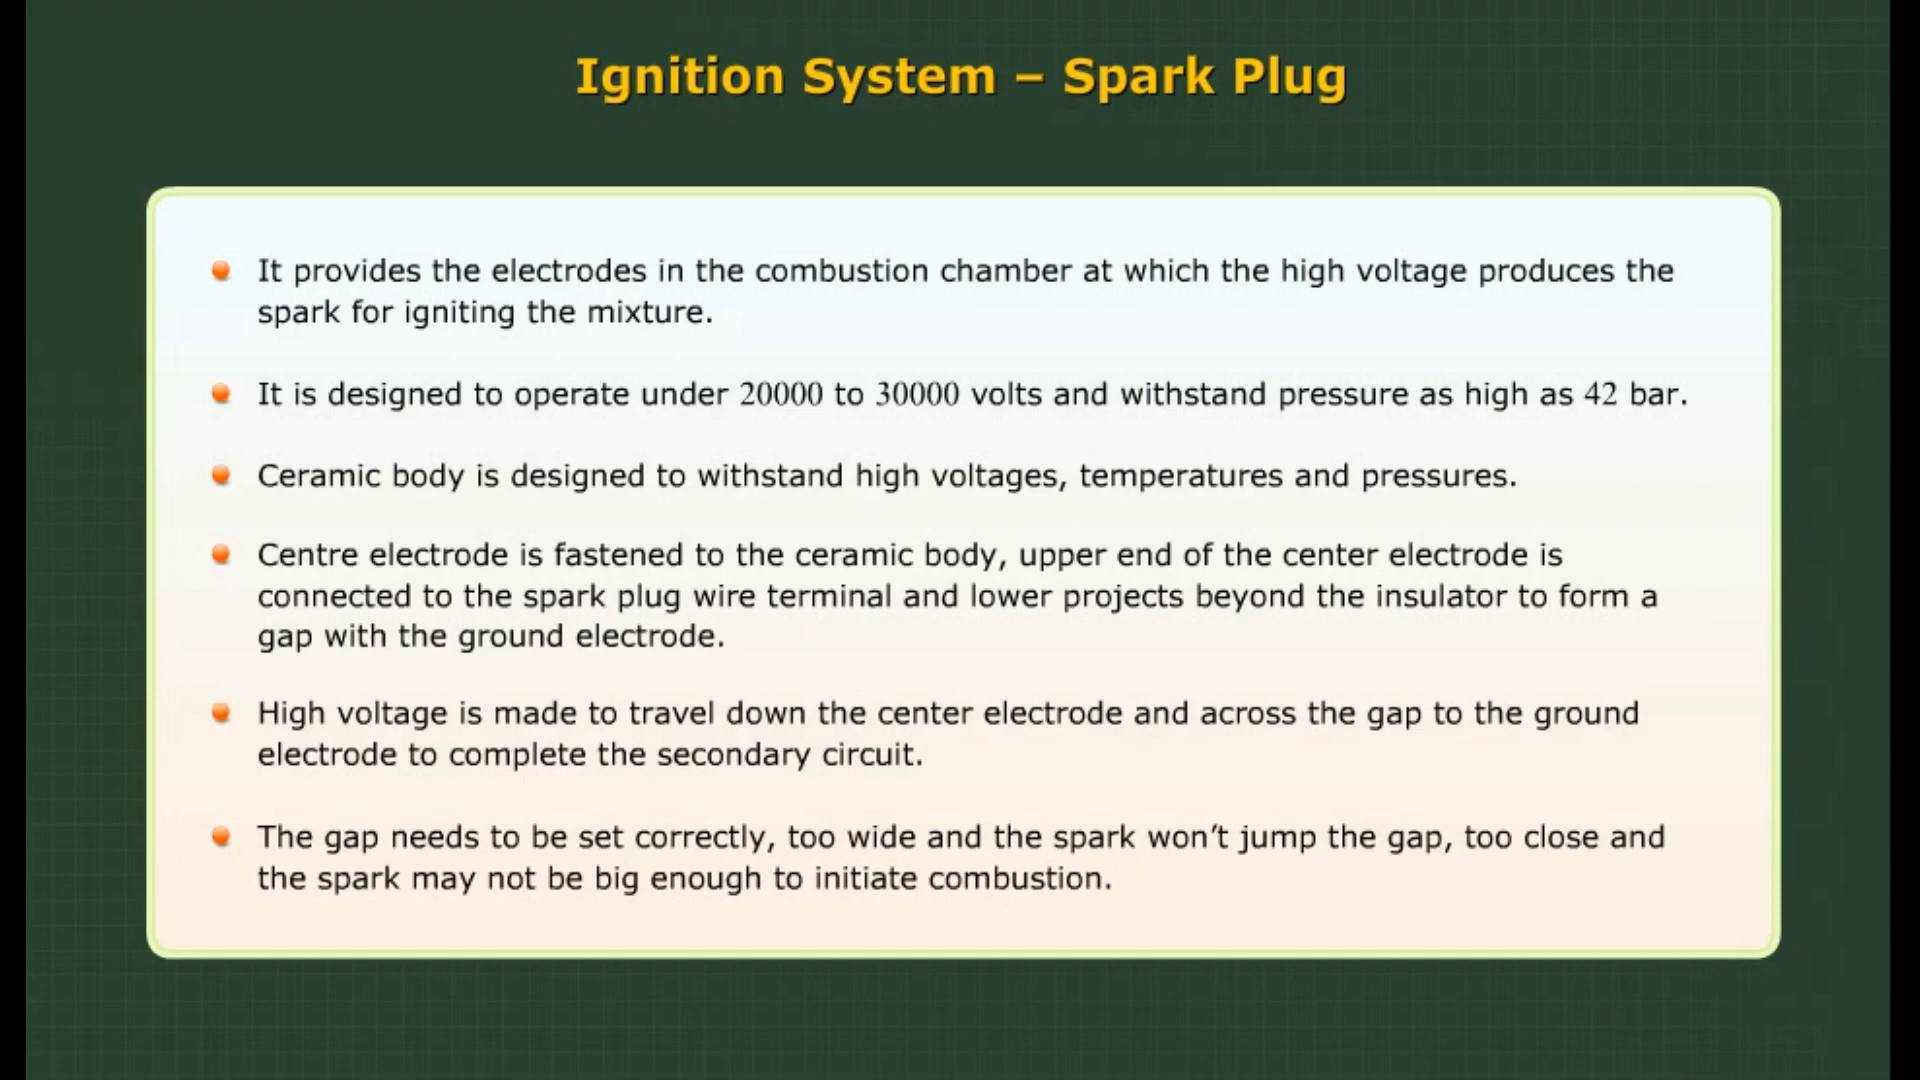 Ignition System – Spark Plug
It provides the electrodes in the combustion chamber at which the high voltage produces the
spark for igniting the mixture.
It is designed to operate under 20000 to 30000 volts and withstand pressure as high as 42 bar.
Ceramic body is designed to withstand high voltages, temperatures and pressures.
Centre electrode is fastened to the ceramic body, upper end of the center electrode is
connected to the spark plug wire terminal and lower projects beyond the insulator to form a
gap with the ground electrode.
High voltage is made to travel down the center electrode and across the gap to the ground
electrode to complete the secondary circuit.
The gap needs to be set correctly, too wide and the spark won’t jump the gap, too close and
the spark may not be big enough to initiate combustion.